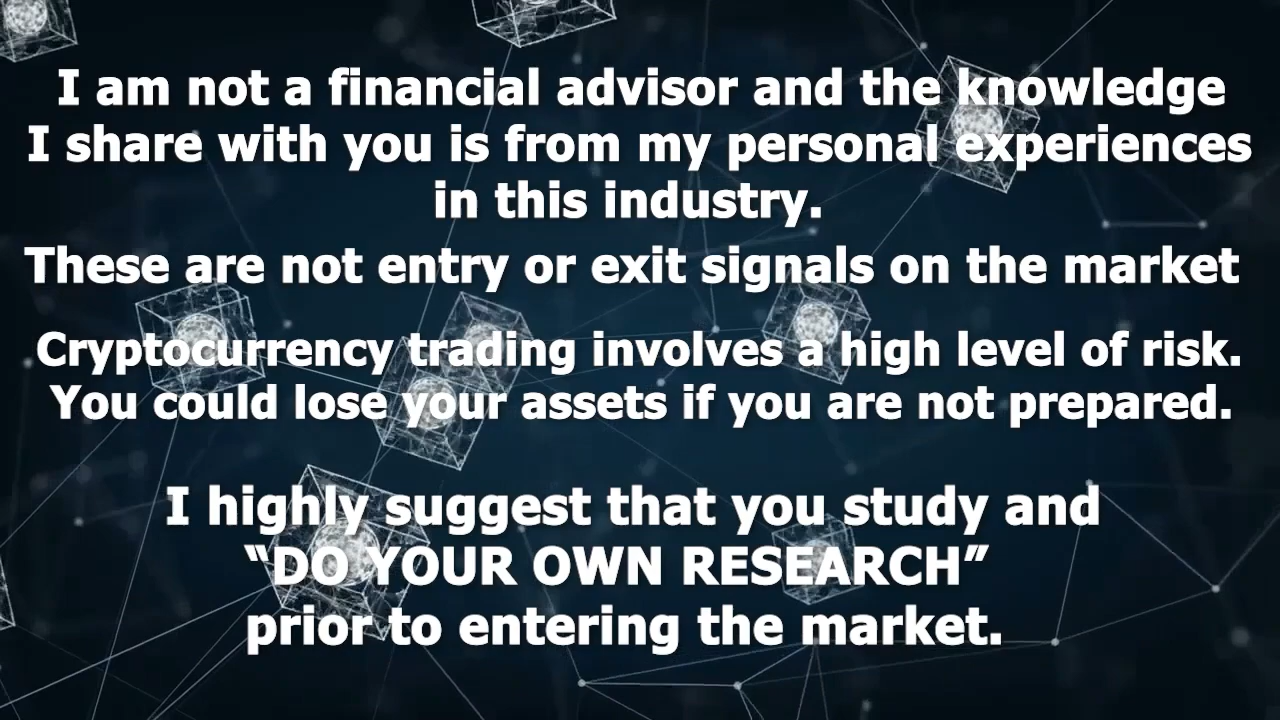 I am not a financial advisor and the knowledge
I share with you is from my personal experiences
in this industry.
These are not entry or exit signals on the market
Cryptocurrency trading involves a high level of risk.
You could lose your assets if you are not prepared.
I highly suggest that you study and
“DO YOUR OWN RESEARCH”
prior to entering the market.